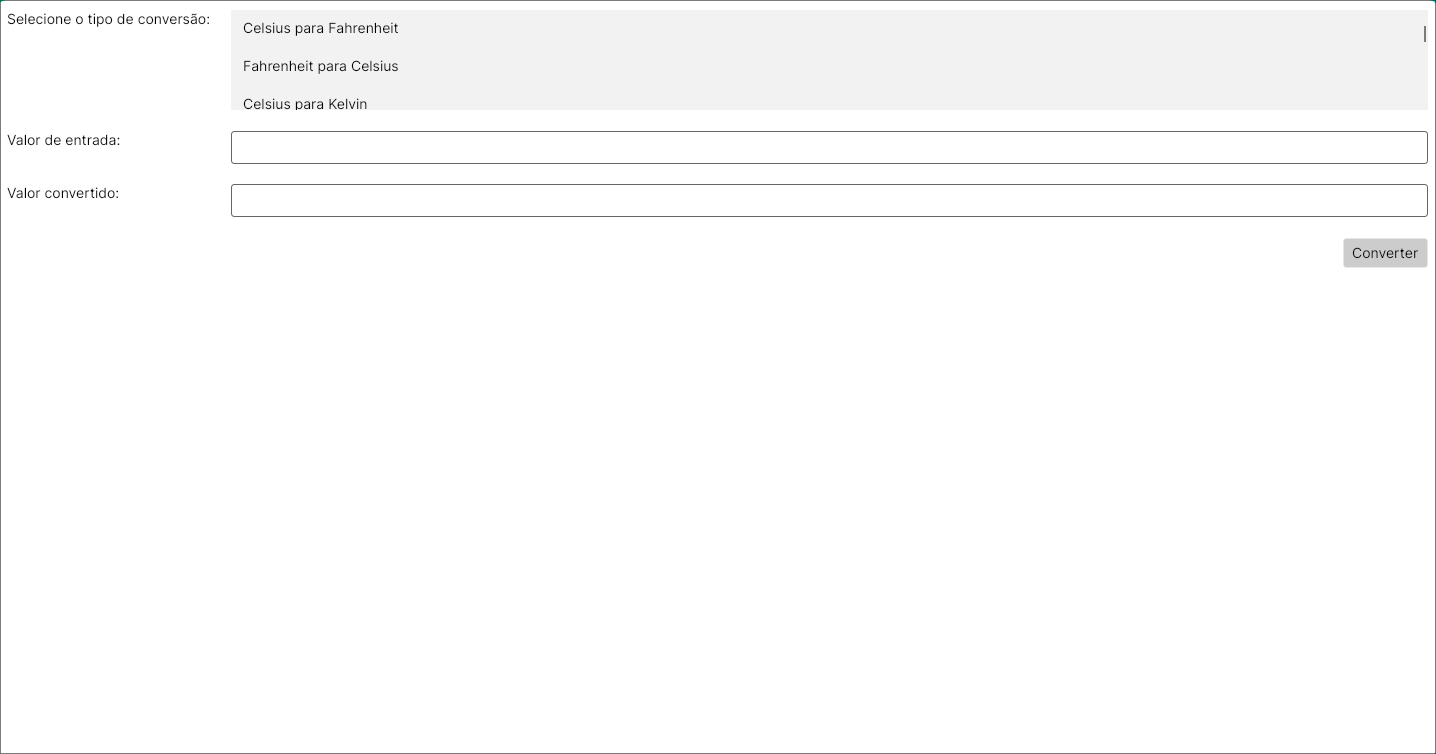 Selecione o tipo de conversão:
Celsius para Fahrenheit
Fahrenheit para Celsius
Celsius para Kelvin
Valor de entrada:
Valor convertido:
Converter